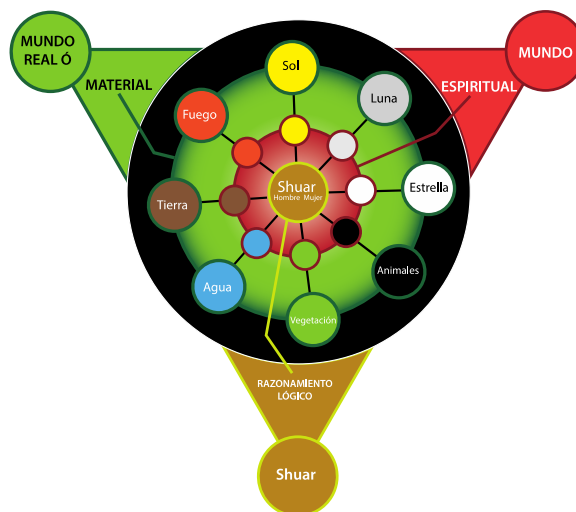 MUNDO
REAL Ó
MATERIAL
MUNDO
ESPIRITUAL
Sol
Luna
Fuego
Estrella
Tierra
Shuar
Hombre Mujer
Animales
Agua
Vegetación
RAZONAMIENTO
LÓGICO
Shuar